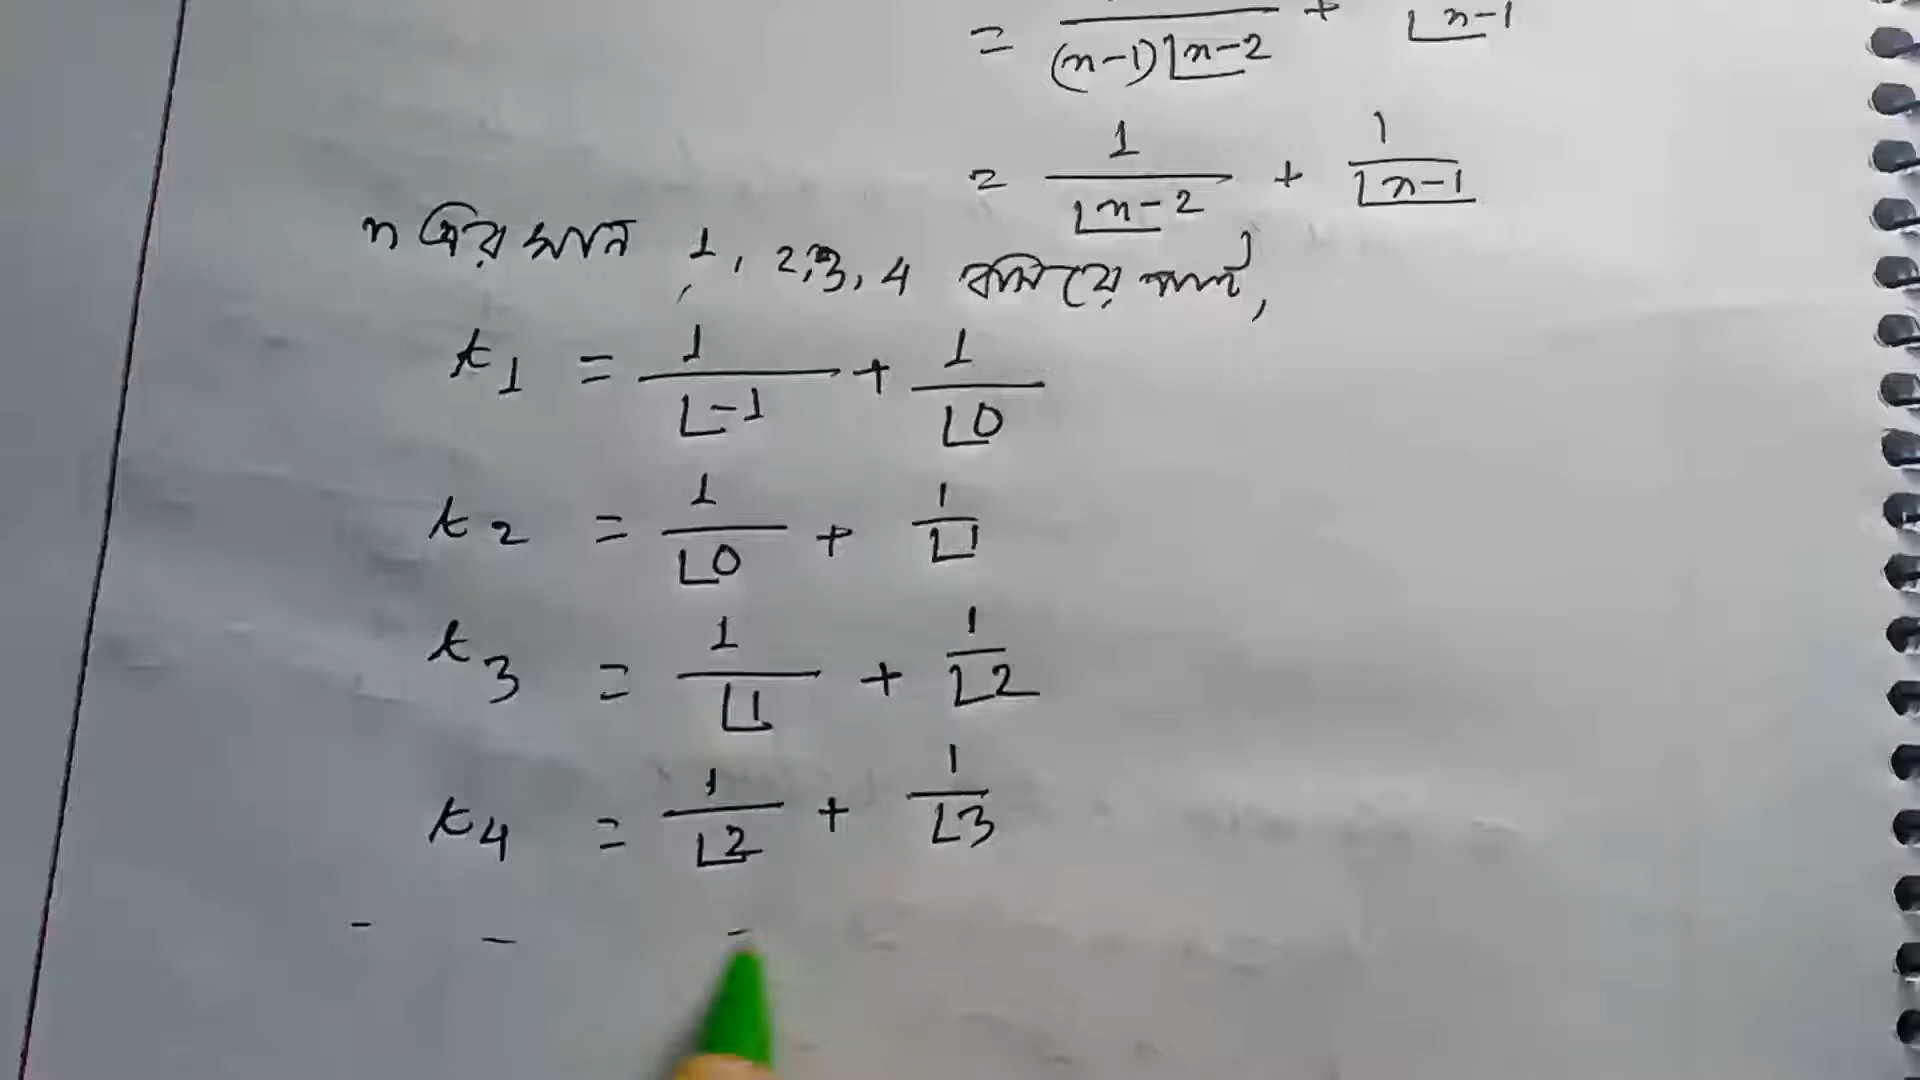 = ――― / (n-1)⌊n-2 + ⌊n-1
= 1/⌊n-2 + 1/⌊n-1
n এর মান 1, 2, 3, 4 বসিয়ে পাই,
t1 = 1/⌊-1 + 1/⌊0
t2 = 1/⌊0 + 1/⌊1
t3 = 1/⌊1 + 1/⌊2
t4 = 1/⌊2 + 1/⌊3
- - -